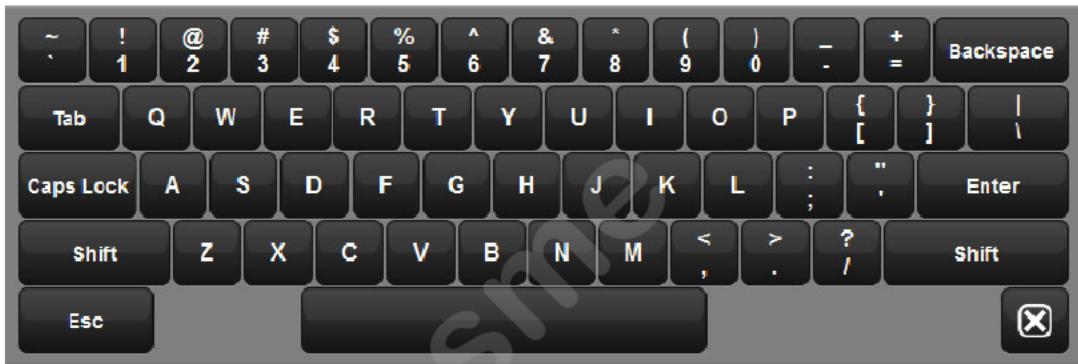 ~ ! @ # $ % ^ & * ( ) _ +
` 1 2 3 4 5 6 7 8 9 0 - = Backspace
Tab Q W E R T Y U I O P { [ } ] | \
Caps Lock A S D F G H J K L : ; " ' Enter
Shift Z X C V B N M < , > . ? / Shift
Esc
sme